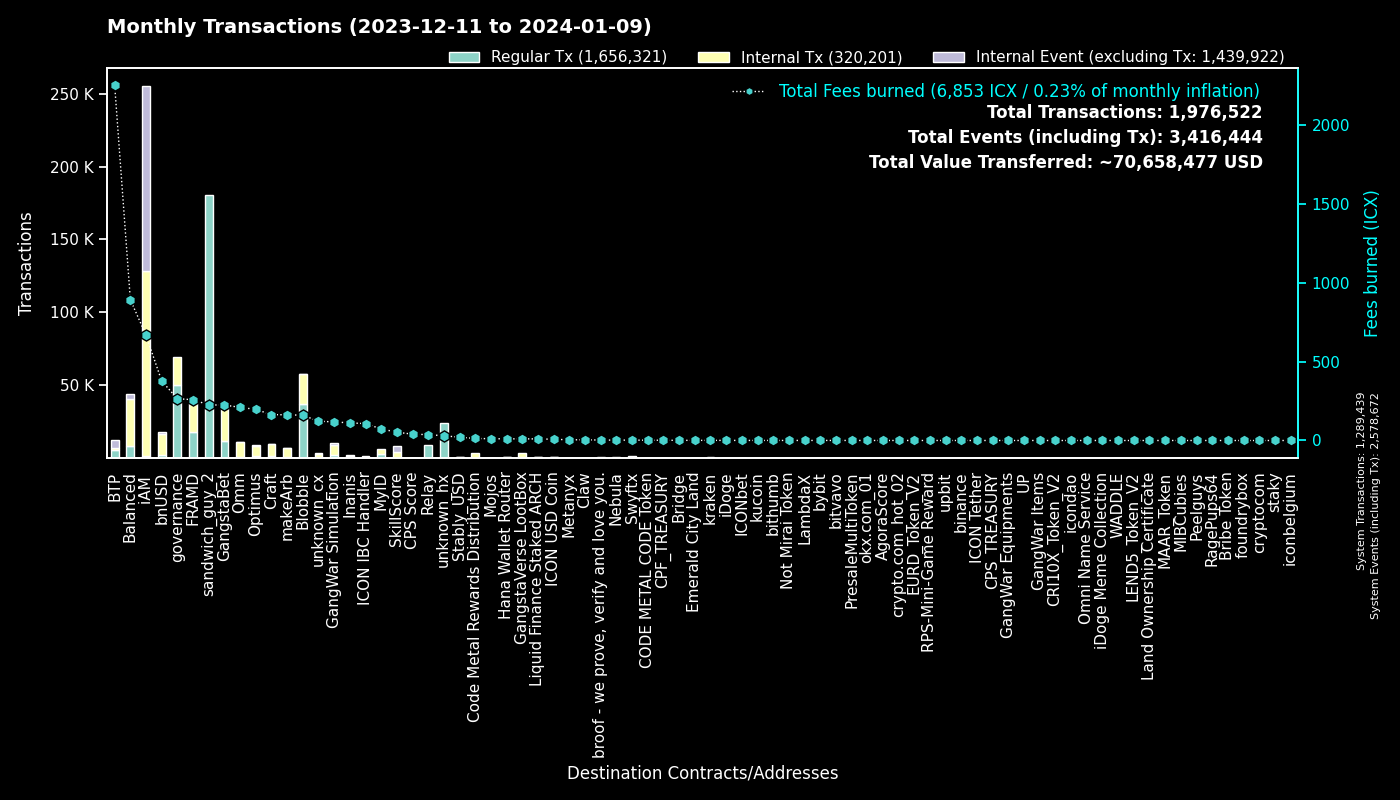 Monthly Transactions (2023-12-11 to 2024-01-09)
Regular Tx (1,656,321)
Internal Tx (320,201)
Internal Event (excluding Tx: 1,439,922)
Total Fees burned (6,853 ICX / 0.23% of monthly inflation)
Total Transactions: 1,976,522
Total Events (including Tx): 3,416,444
Total Value Transferred: ~70,658,477 USD
Transactions
250 K
200 K
150 K
100 K
50 K
2000
1500
1000
500
0
Fees burned (ICX)
System Transactions: 1,289,439
System Events (including Tx): 2,578,672
BTP
Balanced
iAM
bnUSD
governance
FRAMD
sandwich_guy_2
GangstaBet
Omm
Optimus
Craft
makeArb
Blobble
unknown_cx
GangWar Simulation
Inanis
ICON IBC Handler
MyID
SkillScore
CPS Score
Relay
unknown_hx
Stably_USD
Code Metal Rewards Distribution
Mojos
Hana Wallet Router
GangstaVerse LootBox
Liquid Finance Staked ARCH
ICON USD Coin
Metanyx
Claw
broof - we prove, verify and love you.
Nebula
Swyftx
CODE METAL CODE Token
CPF_TREASURY
Bridge
Emerald City Land
kraken
iDoge
ICONbet
kucoin
bithumb
Not Mirai Token
LambdaX
bybit
bitvavo
PresaleMultiToken
okx.com_01
AgoraScore
crypto.com_hot_02
EURD_Token_V2
RPS-Mini-Game Reward
upbit
binance
ICON Tether
CPS_TREASURY
GangWar Equipments
UP
GangWar Items
CRI10X_Token_V2
icondao
Omni Name Service
iDoge Meme Collection
WADDLE
LEND5_Token_V2
Land Ownership Certificate
MAAR_Token
MIBCubies
Peelguys
RagePups64
Bribe Token
foundrybox
cryptocom
staky
iconbelgium
Destination Contracts/Addresses